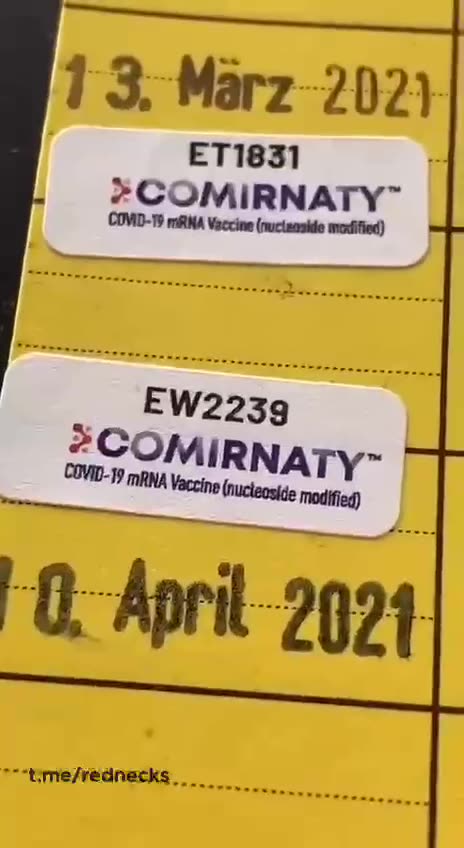 13. März 2021
ET1831
COMIRNATY™
COVID-19 mRNA Vaccine (nucleoside modified)
EW2239
COMIRNATY™
COVID-19 mRNA Vaccine (nucleoside modified)
10. April 2021
t.me/rednecks